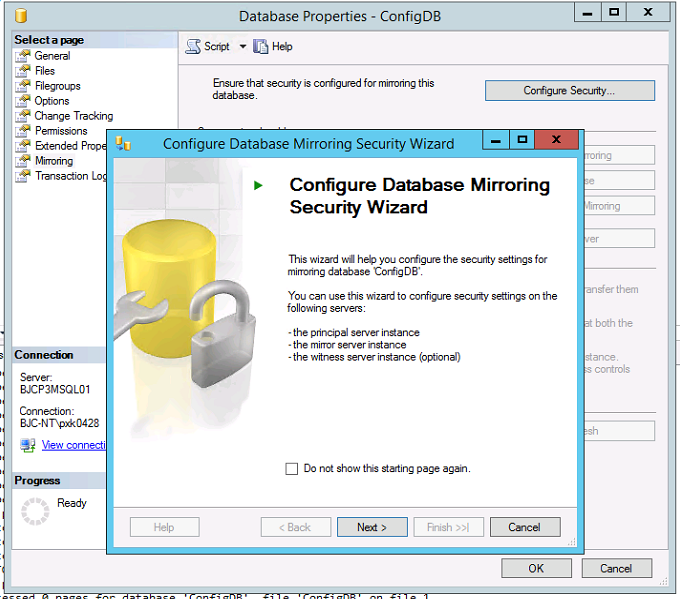 Database Properties - ConfigDB
Select a page
General
Files
Filegroups
Options
Change Tracking
Permissions
Extended Prope
Mirroring
Transaction Log
Script
Help
Ensure that security is configured for mirroring this
database.
Configure Security...
Configure Database Mirroring Security Wizard
Configure Database Mirroring
Security Wizard
This wizard will help you configure the security settings for
mirroring database 'ConfigDB'.
You can use this wizard to configure security settings on the
following servers:
- the principal server instance
- the mirror server instance
- the witness server instance (optional)
Do not show this starting page again.
Help
< Back
Next >
Finish >>|
Cancel
Mirroring
ransfer them
at both the
stance.
ss controls
esh
Connection
Server:
BJCP3MSQL01
Connection:
BJC-NT\pxk0428
View connecti
Progress
Ready
OK
Cancel
essed 0 pages for database 'ConfigDB', file 'ConfigDB' on file 1